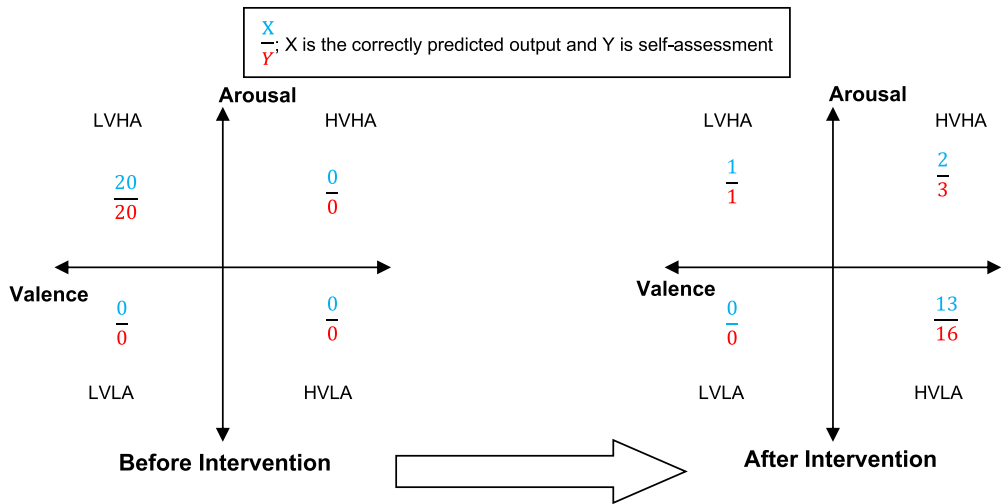 X
Y
; X is the correctly predicted output and Y is self-assessment
Arousal
LVHA
HVHA
20
20
0
0
Valence
0
0
0
0
LVLA
HVLA
Before Intervention
Arousal
LVHA
HVHA
1
1
2
3
Valence
0
0
13
16
LVLA
HVLA
After Intervention